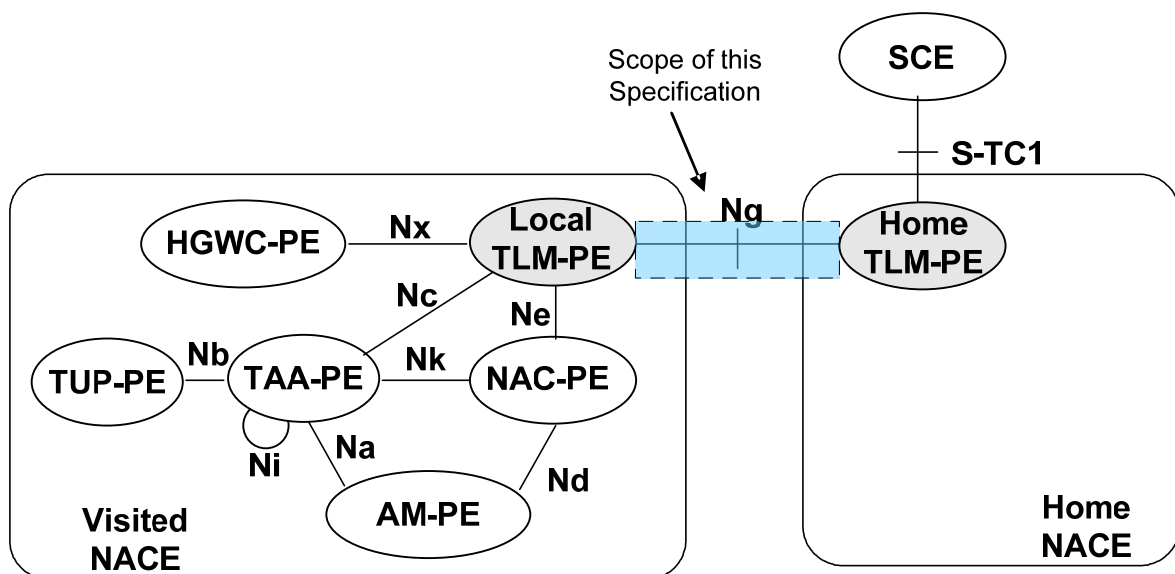 Scope of this
Specification
SCE
S-TC1
Ng
Local
TLM-PE
Home
TLM-PE
HGWC-PE
Nx
Nc
Ne
Nb
TUP-PE
TAA-PE
Nk
NAC-PE
Ni
Na
Nd
AM-PE
Visited
NACE
Home
NACE